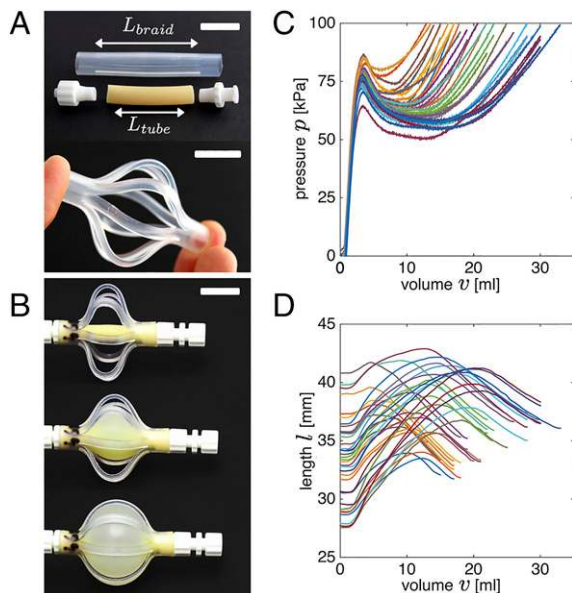 A
L_braid
L_tube
B
C
100
75
50
25
0
pressure p [kPa]
0 10 20 30
volume v [ml]
D
45
40
35
30
25
length l [mm]
0 10 20 30
volume v [ml]